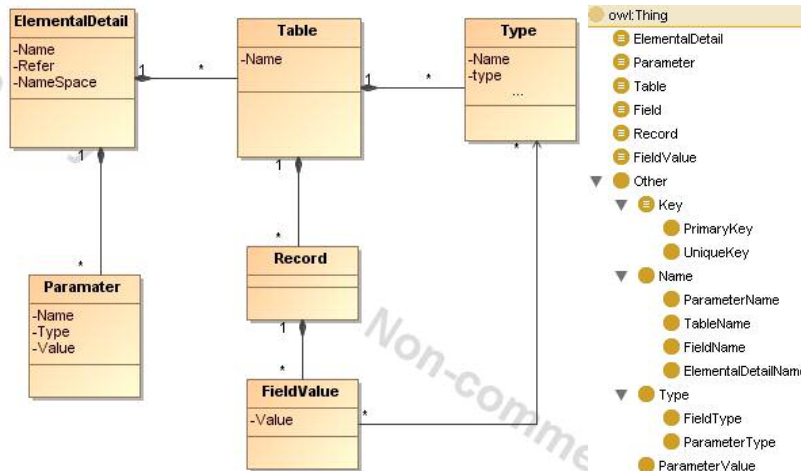 ElementalDetail
-Name
-Refer
-NameSpace
1
*
1
*
Table
-Name
1
*
1
*
Type
-Name
-type
...
*
Paramater
-Name
-Type
-Value
Record
1
*
FieldValue
-Value
*
Non-comme
owl:Thing
ElementalDetail
Parameter
Table
Field
Record
FieldValue
Other
Key
PrimaryKey
UniqueKey
Name
ParameterName
TableName
FieldName
ElementalDetailName
Type
FieldType
ParameterType
ParameterValue